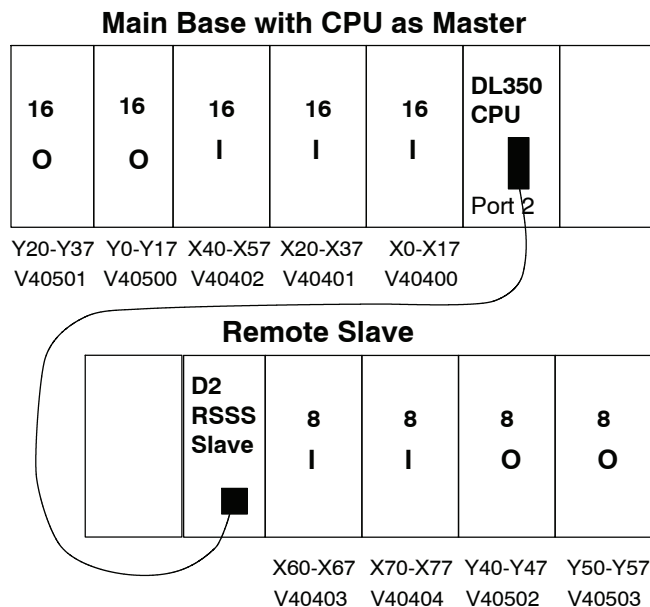 Main Base with CPU as Master
16 16 16 16 16 DL350
O O I I I CPU
Port 2
Y20-Y37 Y0-Y17 X40-X57 X20-X37 X0-X17
V40501 V40500 V40402 V40401 V40400
Remote Slave
D2
RSSS
Slave
8 8 8 8
I I O O
X60-X67 X70-X77 Y40-Y47 Y50-Y57
V40403 V40404 V40502 V40503